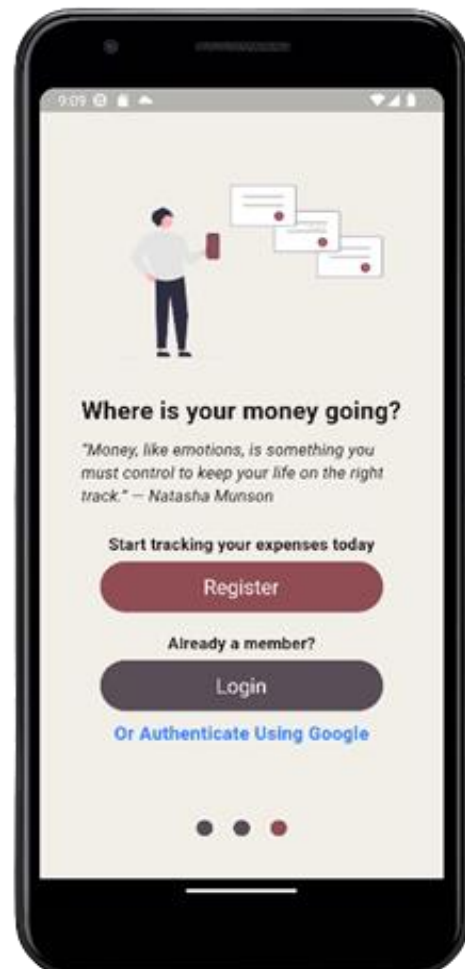 9:09
Where is your money going?
"Money, like emotions, is something you
must control to keep your life on the right
track." — Natasha Munson
Start tracking your expenses today
Register
Already a member?
Login
Or Authenticate Using Google